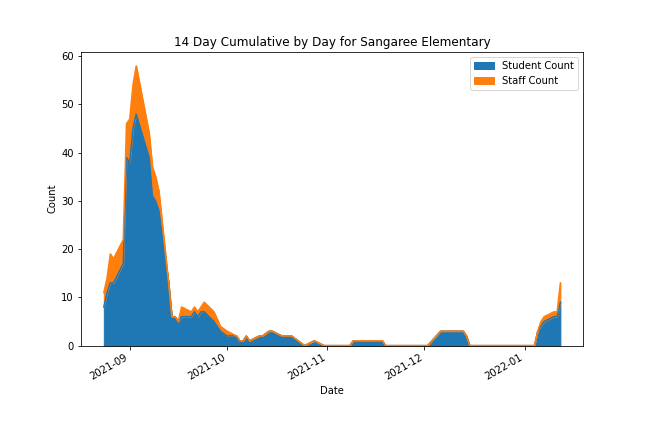 14 Day Cumulative by Day for Sangaree Elementary
Student Count
Staff Count
60
50
40
30
20
10
0
Count
2021-09
2021-10
2021-11
2021-12
2022-01
Date